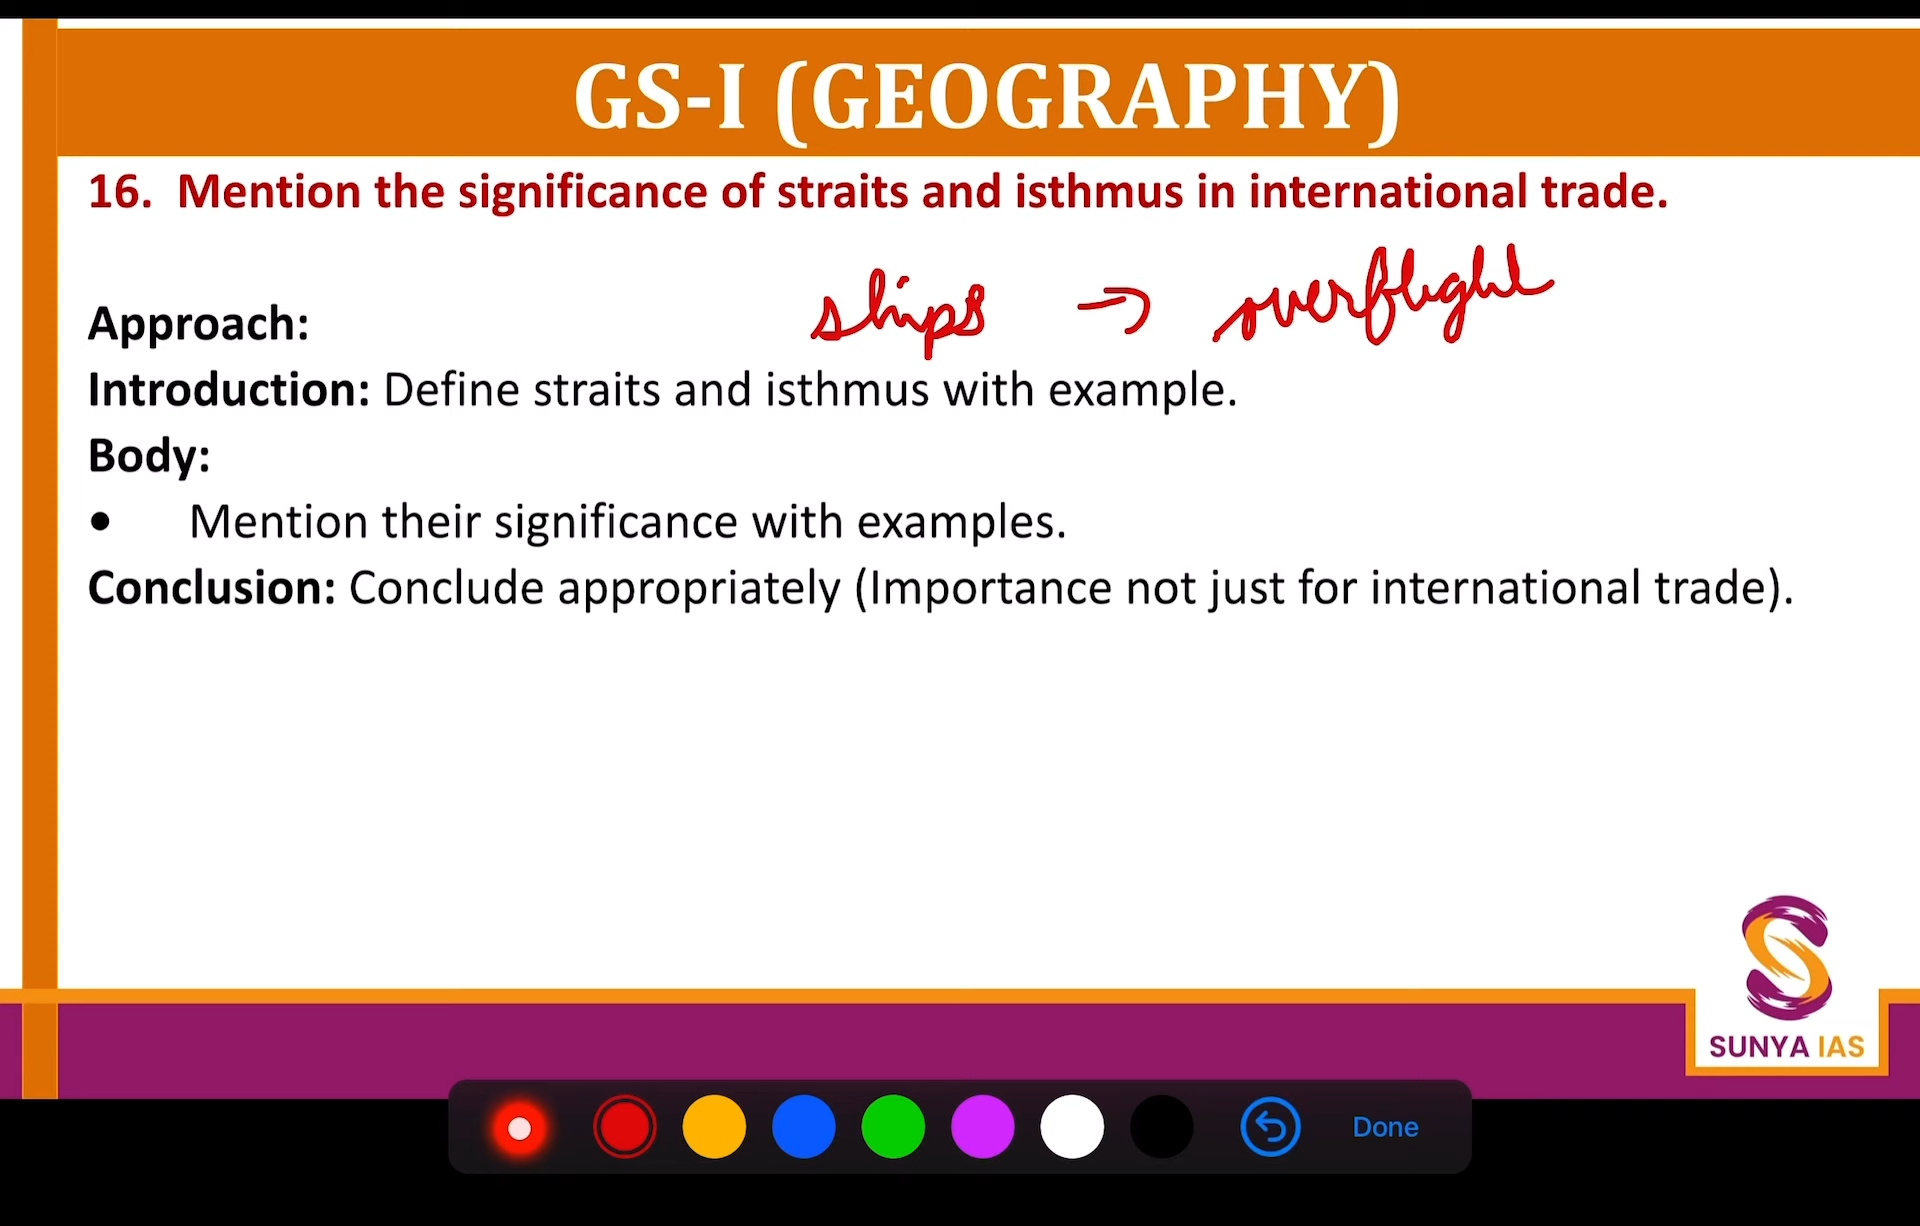 GS-I (GEOGRAPHY)
16. Mention the significance of straits and isthmus in international trade.
ships → overflight
Approach:
Introduction: Define straits and isthmus with example.
Body:
• Mention their significance with examples.
Conclusion: Conclude appropriately (Importance not just for international trade).
SUNYA IAS
Done